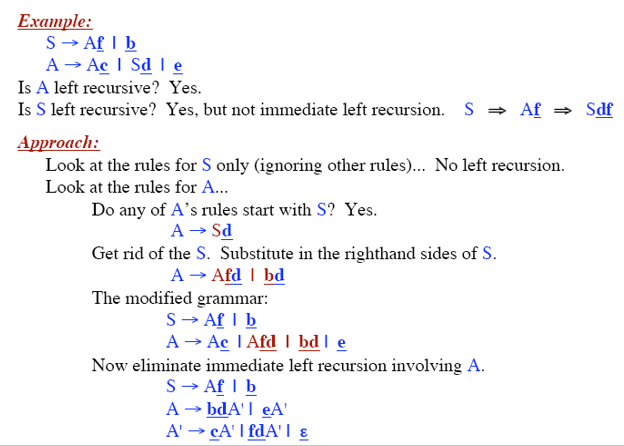 Example:
S → Af | b
A → Ac | Sd | e
Is A left recursive? Yes.
Is S left recursive? Yes, but not immediate left recursion. S ⇒ Af ⇒ Sdf
Approach:
Look at the rules for S only (ignoring other rules)... No left recursion.
Look at the rules for A...
Do any of A's rules start with S? Yes.
A → Sd
Get rid of the S. Substitute in the righthand sides of S.
A → Afd | bd
The modified grammar:
S → Af | b
A → Ac | Afd | bd | e
Now eliminate immediate left recursion involving A.
S → Af | b
A → bdA' | eA'
A' → cA' | fdA' | ε